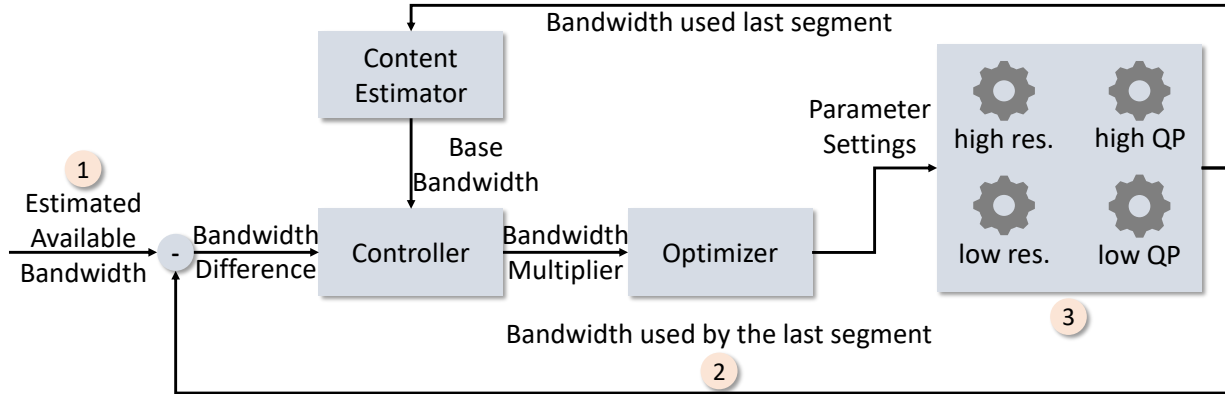 Bandwidth used last segment
Content
Estimator
Parameter
Settings
high res.
high QP
low res.
low QP
3
Base
Bandwidth
1
Estimated
Available
Bandwidth
-
Bandwidth
Difference
Controller
Bandwidth
Multiplier
Optimizer
Bandwidth used by the last segment
2